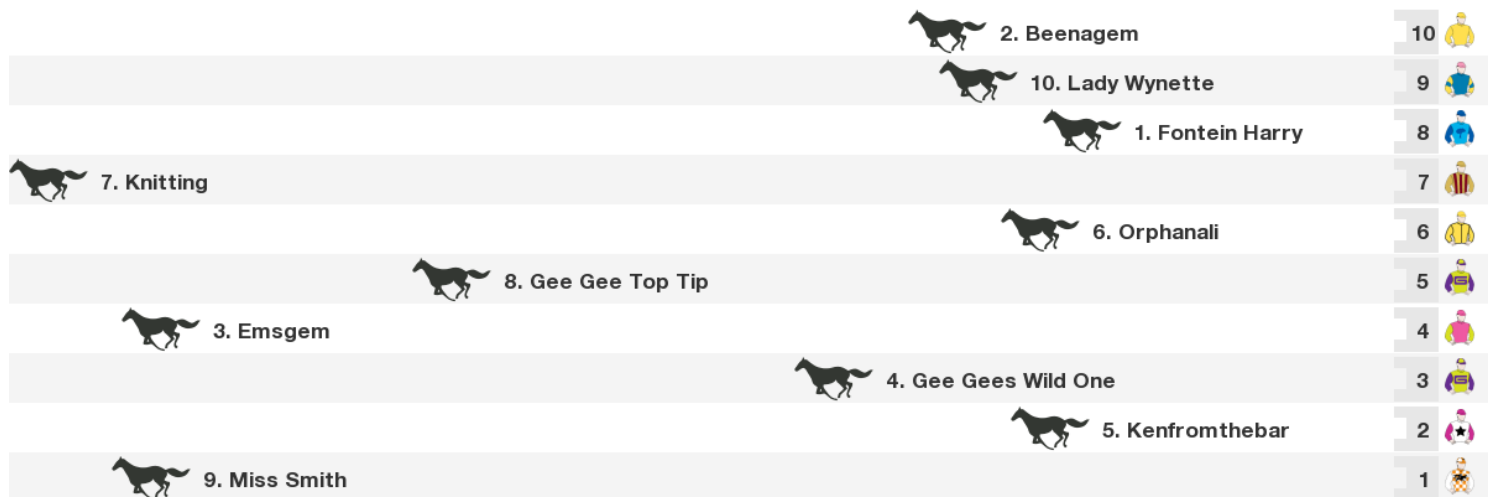 2. Beenagem 10
10. Lady Wynette 9
1. Fontein Harry 8
7. Knitting 7
6. Orphanali 6
8. Gee Gee Top Tip 5
3. Emsgem 4
4. Gee Gees Wild One 3
5. Kenfromthebar 2
9. Miss Smith 1